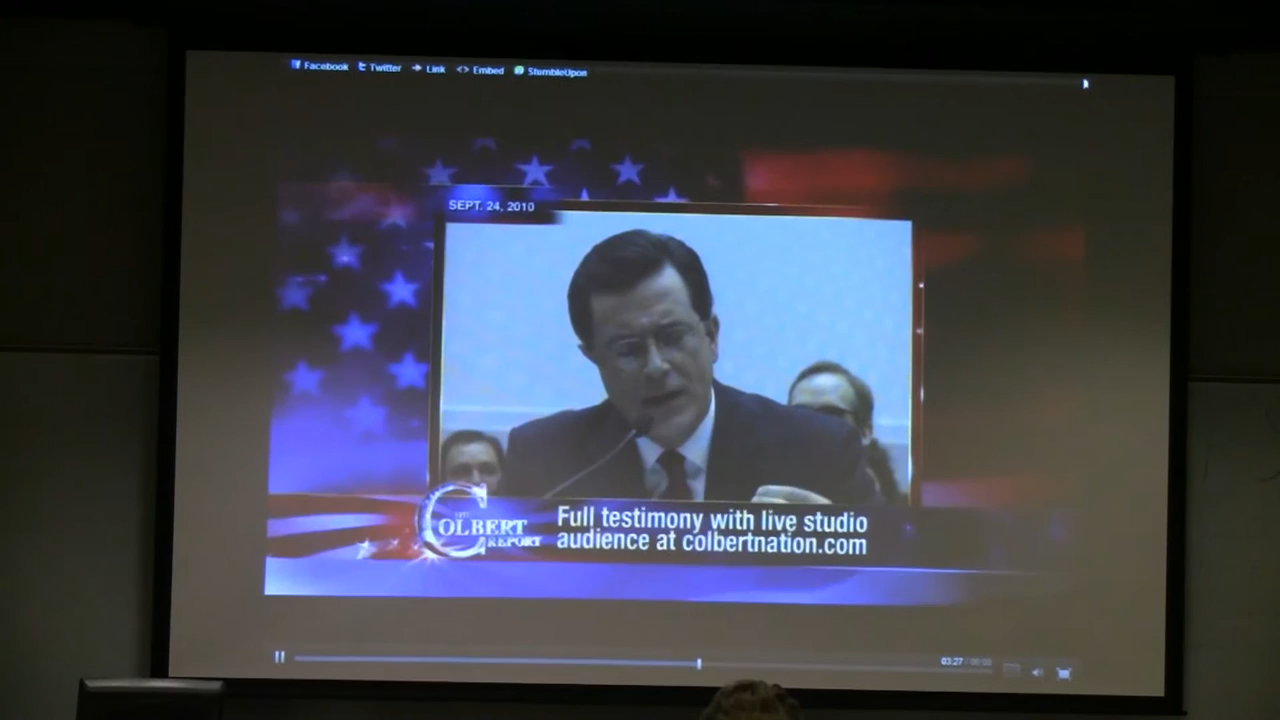 Facebook Twitter Link Embed StumbleUpon
SEPT. 24, 2010
THE
COLBERT
REPORT
Full testimony with live studio
audience at colbertnation.com
03:27